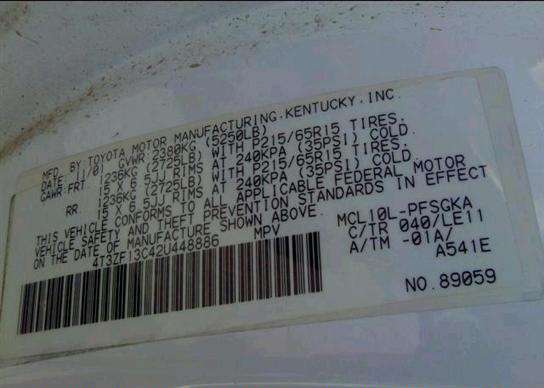 MFD. BY TOYOTA MOTOR MANUFACTURING, KENTUCKY, INC
DATE: 11/01 GVWR 2380KG (5250LB)
GAWR FRT 1236KG (2725LB) WITH P215/65R15 TIRES.
15 X 6.5JJ RIMS AT 240KPA (35PSI) COLD.
RR. 1236KG (2725LB) WITH P215/65R15 TIRES.
15 X 6.5JJ RIMS AT 240KPA (35PSI) COLD.
THIS VEHICLE CONFORMS TO ALL APPLICABLE FEDERAL MOTOR
VEHICLE SAFETY AND THEFT PREVENTION STANDARDS IN EFFECT
ON THE DATE OF MANUFACTURE SHOWN ABOVE.
4T3ZF13C42U448886 MPV
MCL10L-PFSGKA
C/TR 040/LE11
A/TM -01A/
A541E
NO.89059